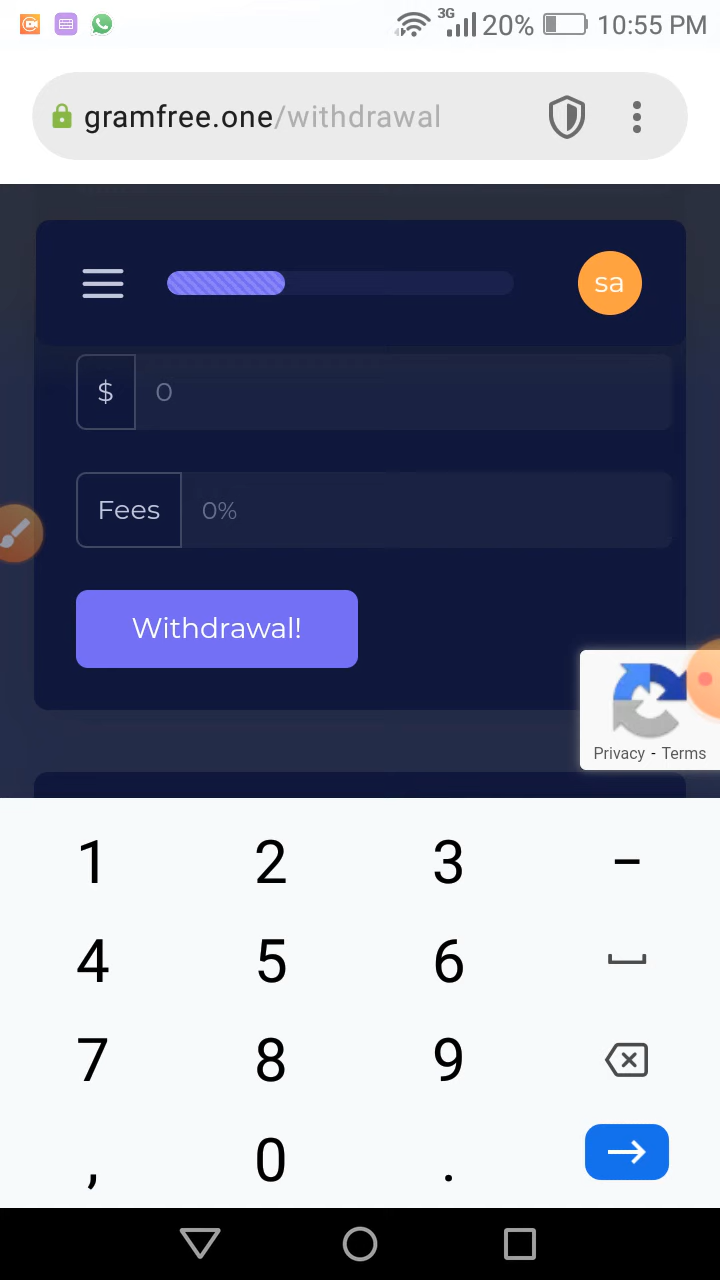 3G 20% 10:55 PM
gramfree.one/withdrawal
sa
$ 0
Fees 0%
Withdrawal!
Privacy - Terms
1 2 3 –
4 5 6
7 8 9
, 0 .